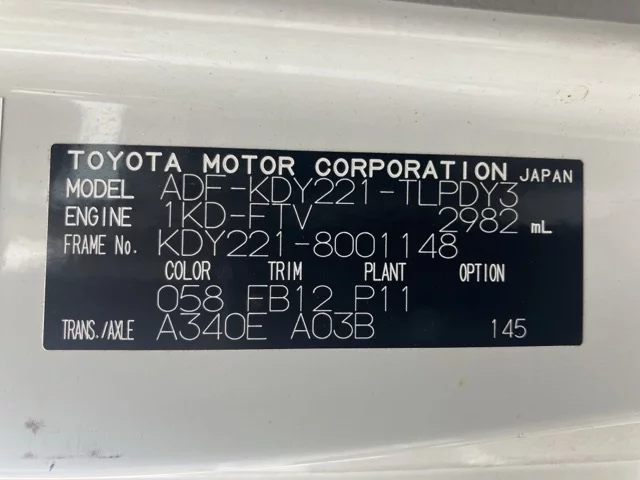 TOYOTA MOTOR CORPORATION JAPAN
MODEL ADF-KDY221-TLPDY3
ENGINE 1KD-FTV 2982 mL
FRAME No. KDY221-8001148
COLOR TRIM PLANT OPTION
058 FB12 P11
TRANS./AXLE A340E A03B 145